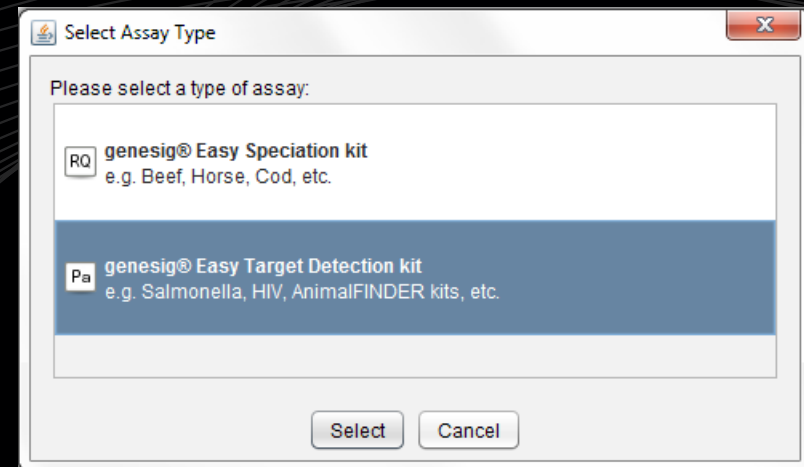 Select Assay Type
Please select a type of assay:
RQ genesig® Easy Speciation kit
e.g. Beef, Horse, Cod, etc.
Pa genesig® Easy Target Detection kit
e.g. Salmonella, HIV, AnimalFINDER kits, etc.
Select Cancel